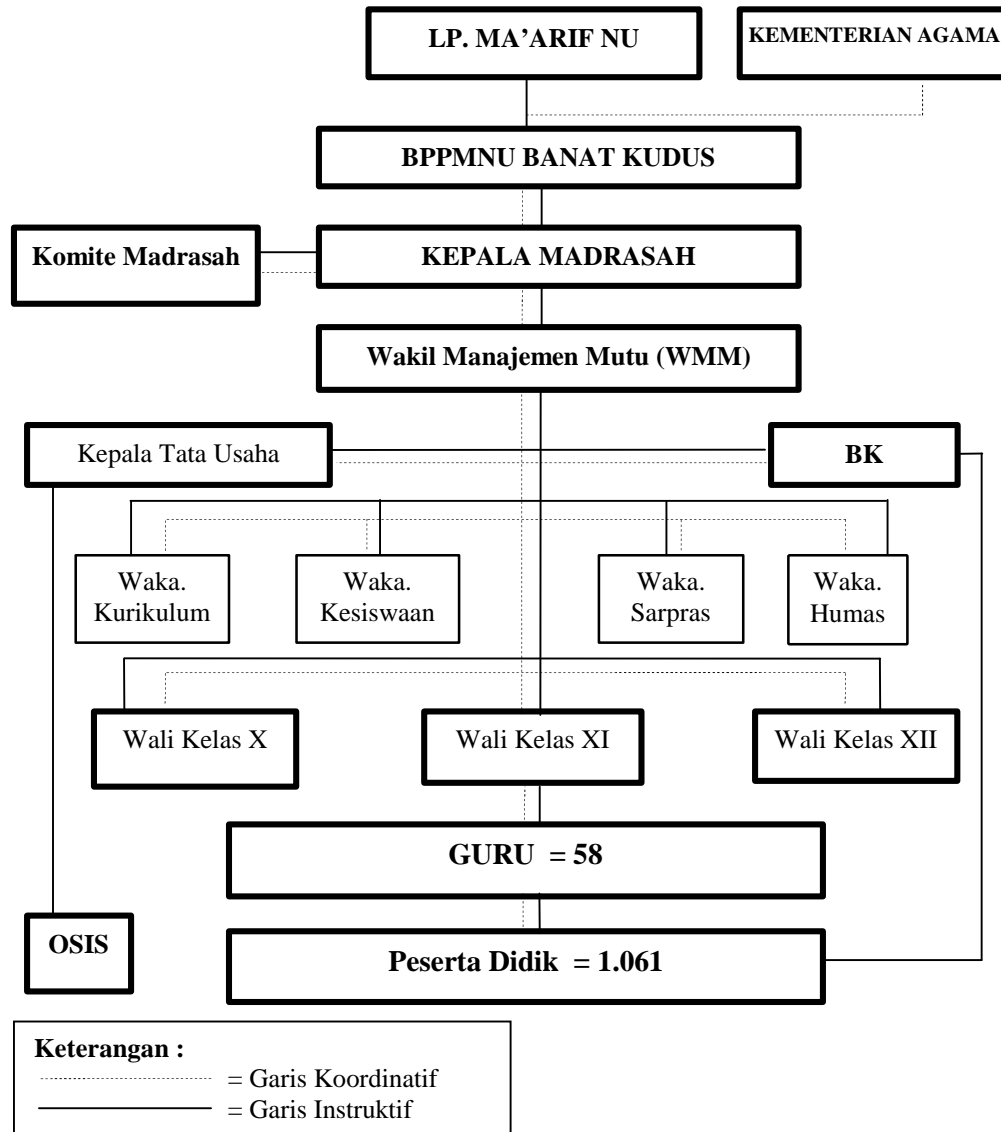 LP. MA’ARIF NU
KEMENTERIAN AGAMA
BPPMNU BANAT KUDUS
Komite Madrasah
KEPALA MADRASAH
Wakil Manajemen Mutu (WMM)
Kepala Tata Usaha
BK
Waka.
Kurikulum
Waka.
Kesiswaan
Waka.
Sarpras
Waka.
Humas
Wali Kelas X
Wali Kelas XI
Wali Kelas XII
GURU = 58
OSIS
Peserta Didik = 1.061
Keterangan :
= Garis Koordinatif
= Garis Instruktif